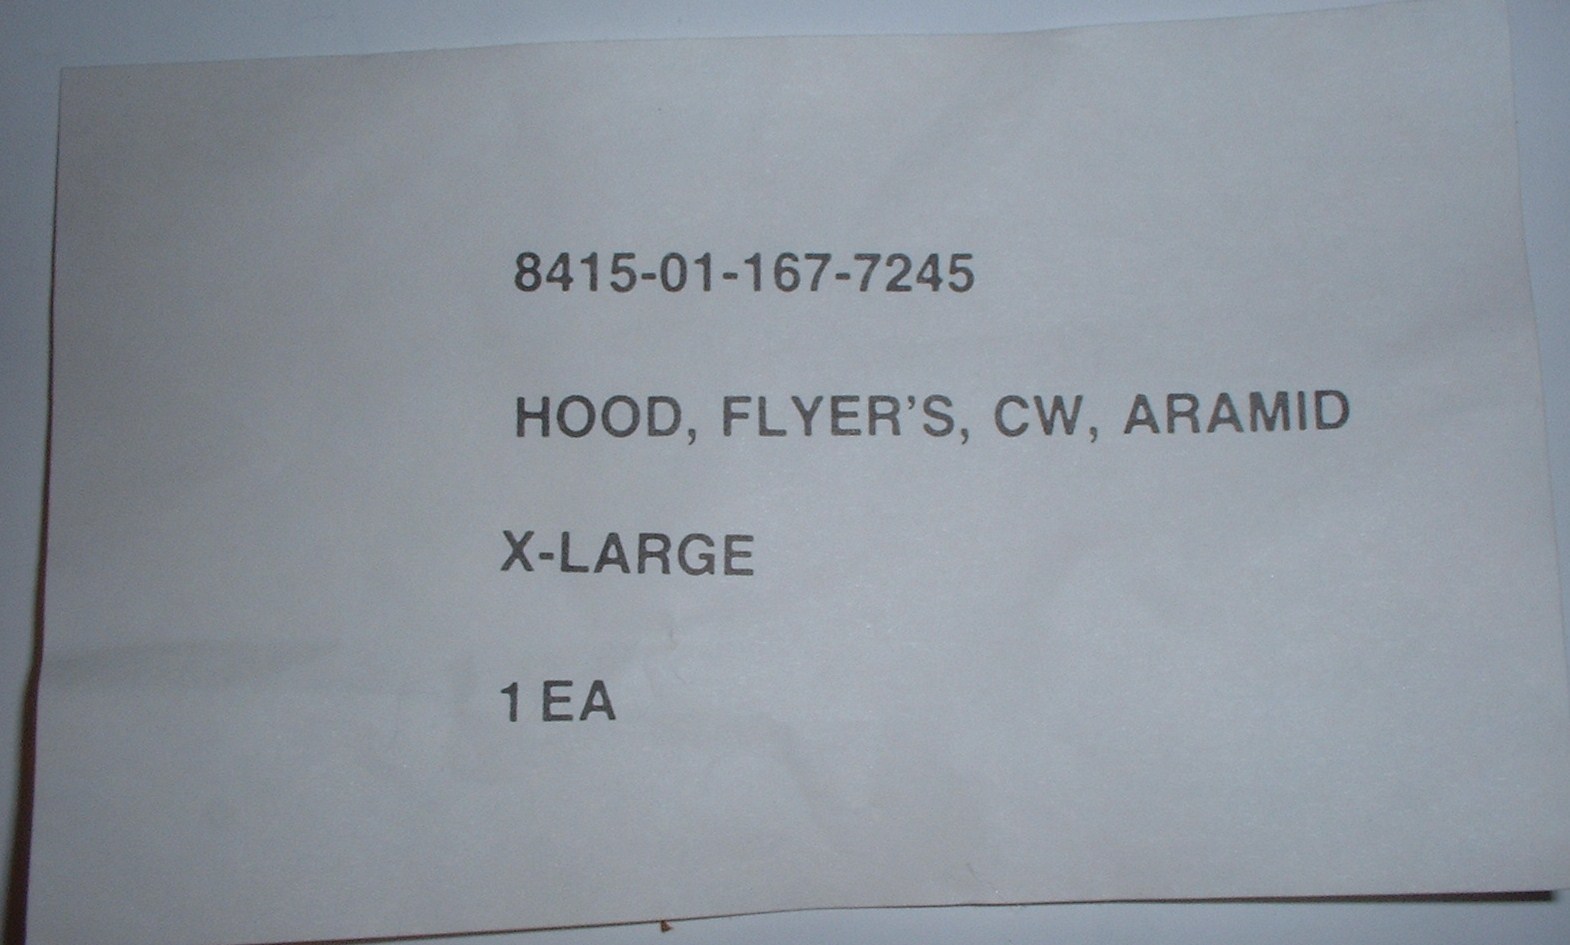 8415-01-167-7245
HOOD, FLYER'S, CW, ARAMID
X-LARGE
1 EA